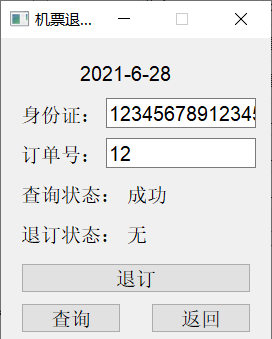 机票退...
2021-6-28
身份证： 12345678912345
订单号： 12
查询状态： 成功
退订状态： 无
退订
查询 返回